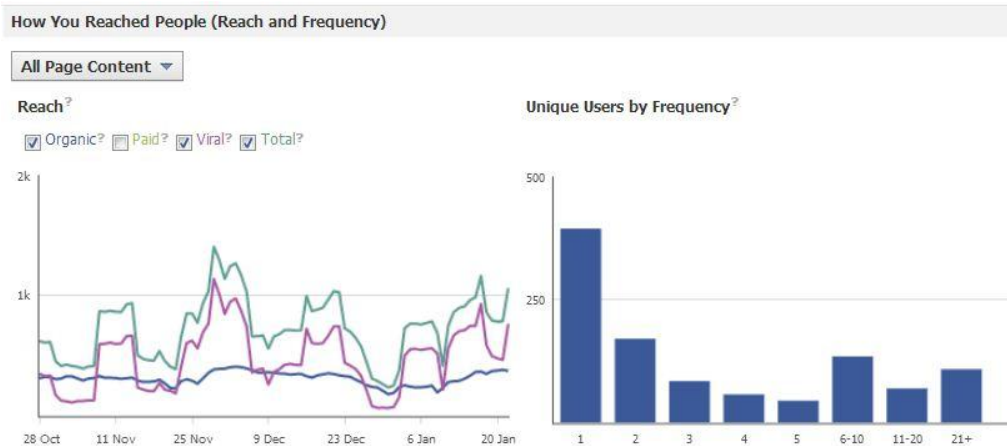 How You Reached People (Reach and Frequency)
All Page Content
Reach?
Organic? Paid? Viral? Total?
2k
1k
28 Oct 11 Nov 25 Nov 9 Dec 23 Dec 6 Jan 20 Jan
Unique Users by Frequency?
500
250
1 2 3 4 5 6-10 11-20 21+